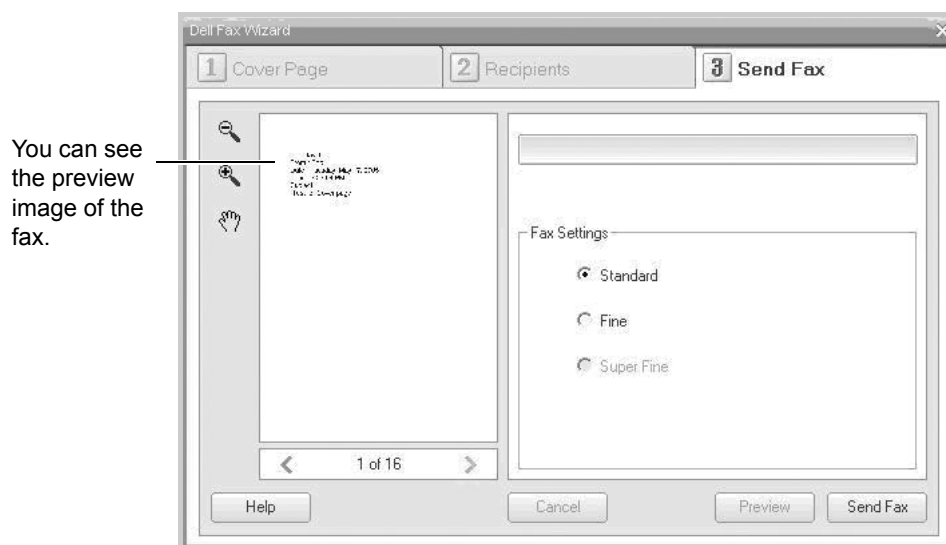 Dell Fax Wizard
1 Cover Page
2 Recipients
3 Send Fax
You can see
the preview
image of the
fax.
Fax Settings
Standard
Fine
Super Fine
1 of 16
Help
Cancel
Preview
Send Fax